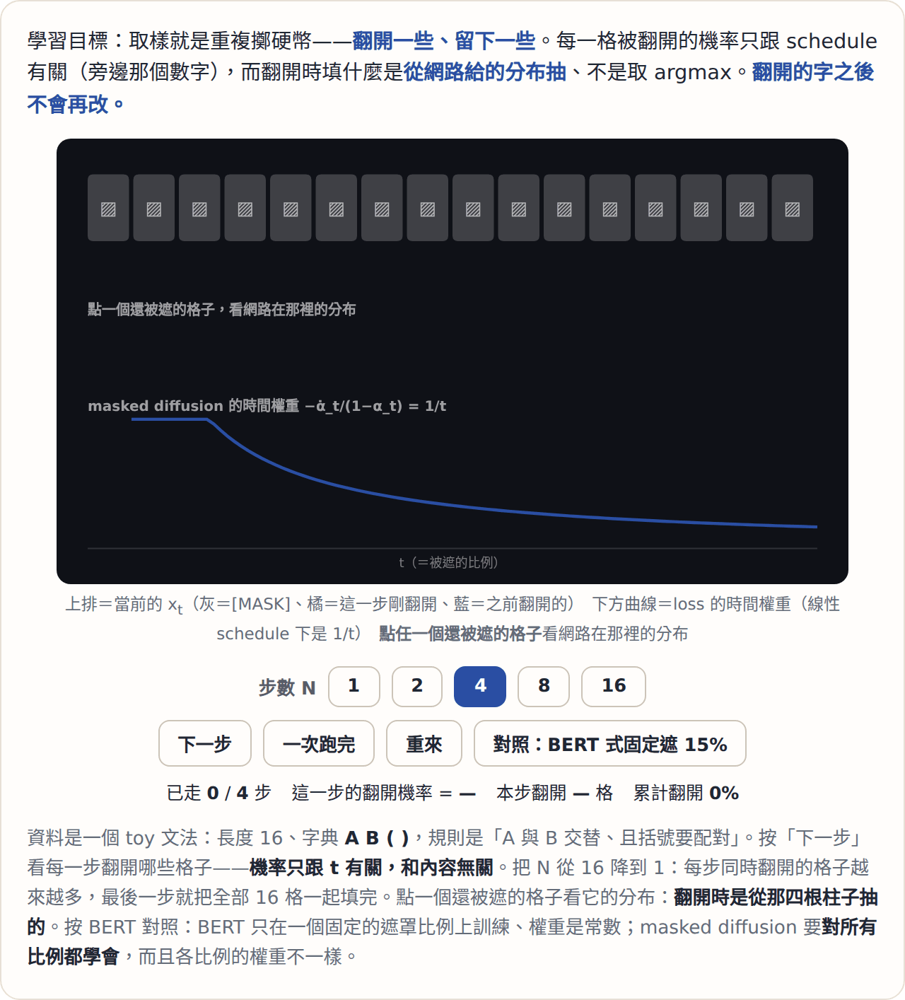 學習目標：取樣就是重複擲硬幣——翻開一些、留下一些。每一格被翻開的機率只跟 schedule
有關（旁邊那個數字），而翻開時填什麼是從網路給的分布抽、不是取 argmax。翻開的字之後
不會再改。
▨ ▨ ▨ ▨ ▨ ▨ ▨ ▨ ▨ ▨ ▨ ▨ ▨ ▨ ▨ ▨
點一個還被遮的格子，看網路在那裡的分布
masked diffusion 的時間權重 −α̇_t/(1−α_t) = 1/t
t（＝被遮的比例）
上排＝當前的 xt（灰＝[MASK]、橘＝這一步剛翻開、藍＝之前翻開的） 下方曲線＝loss 的時間權重（線性
schedule 下是 1/t） 點任一個還被遮的格子看網路在那裡的分布
步數 N 1 2 4 8 16
下一步 一次跑完 重來 對照：BERT 式固定遮 15%
已走 0 / 4 步 這一步的翻開機率 = — 本步翻開 — 格 累計翻開 0%
資料是一個 toy 文法：長度 16、字典 A B ( )，規則是「A 與 B 交替、且括號要配對」。按「下一步」
看每一步翻開哪些格子——機率只跟 t 有關，和內容無關。把 N 從 16 降到 1：每步同時翻開的格子越
來越多，最後一步就把全部 16 格一起填完。點一個還被遮的格子看它的分布：翻開時是從那四根柱子抽
的。按 BERT 對照：BERT 只在一個固定的遮罩比例上訓練、權重是常數；masked diffusion 要對所有
比例都學會，而且各比例的權重不一樣。